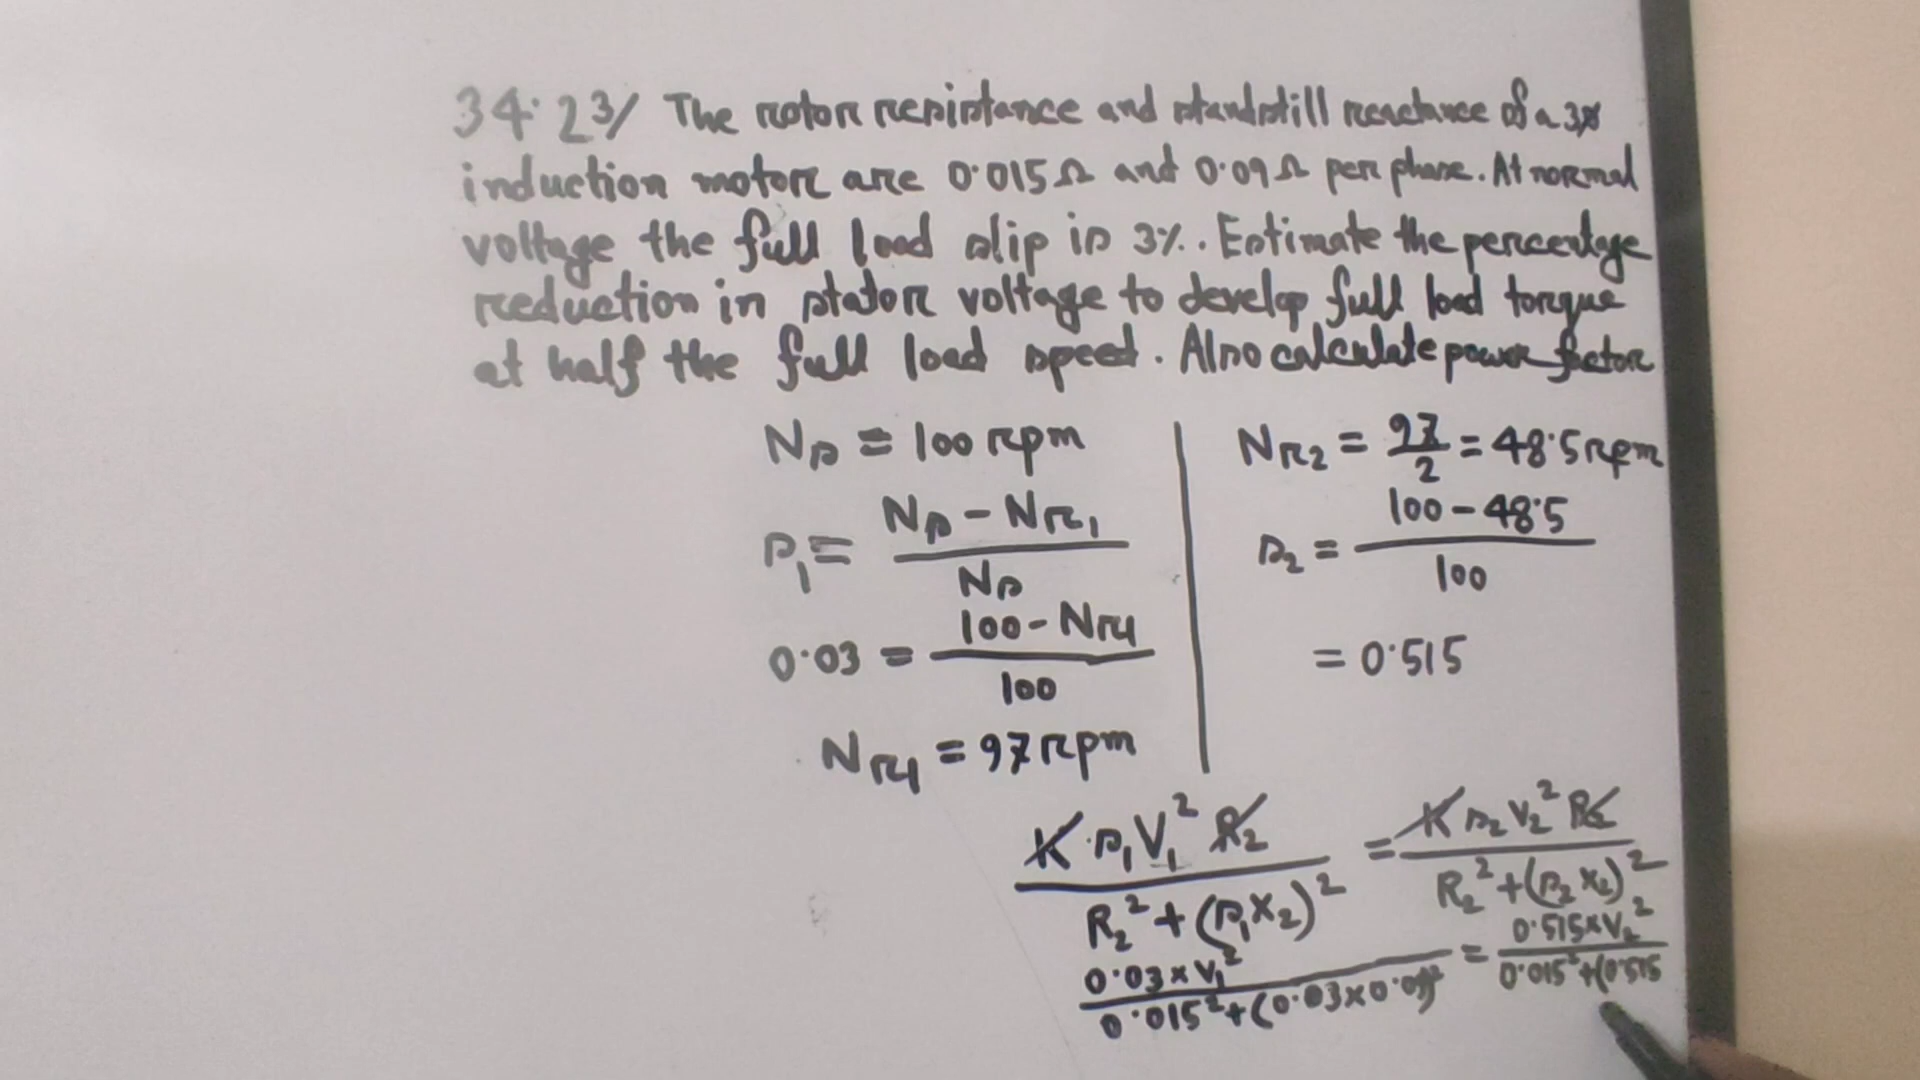 34.23/ The rotor resistance and standstill reactance of a 3φ
induction motor are 0.015Ω and 0.09Ω per phase. At normal
voltage the full load slip is 3%. Estimate the percentage
reduction in stator voltage to develop full load torque
at half the full load speed. Also calculate power factor
Ns = 100 rpm
s₁ = (Ns - Nr₁) / Ns
0.03 = (100 - Nr1) / 100
Nr1 = 97 rpm
Nr2 = 97/2 = 48.5 rpm
s₂ = (100 - 48.5) / 100
= 0.515
K s₁ V₁² R₂ / (R₂² + (s₁X₂)²) = K s₂ V₂² R₂ / (R₂² + (s₂X₂)²)
0.03 × V₁² / (0.015² + (0.03 × 0.09)²) = 0.515 × V₂² / (0.015² + (0.515